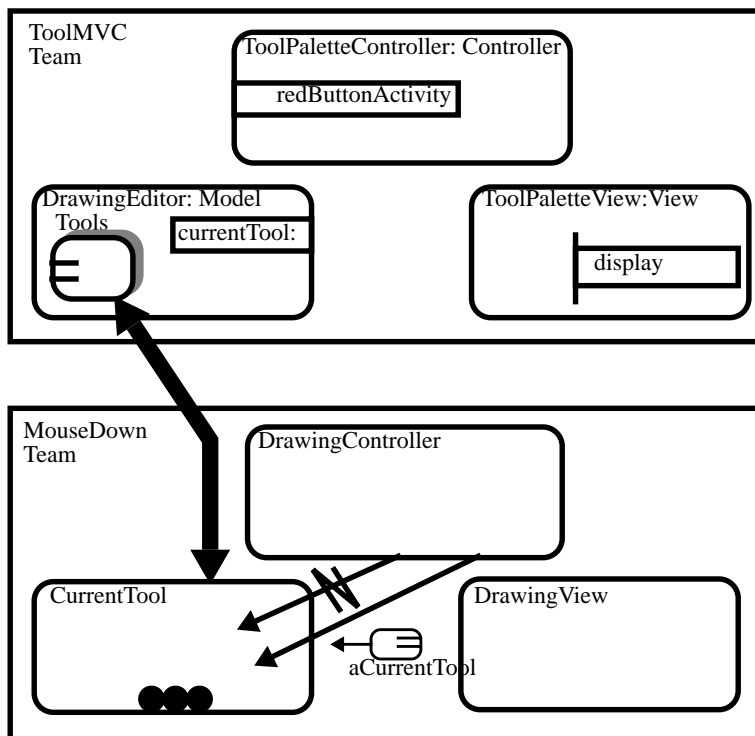 ToolMVC
Team
ToolPaletteController: Controller
redButtonActivity
DrawingEditor: Model
Tools
currentTool:
ToolPaletteView:View
display
MouseDown
Team
DrawingController
CurrentTool
DrawingView
aCurrentTool